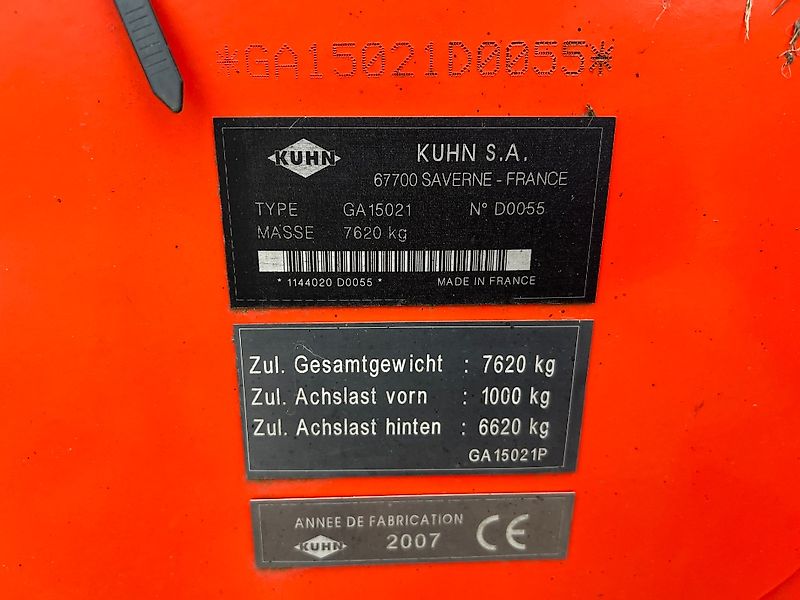 *GA15021D0055*
KUHN KUHN S.A.
67700 SAVERNE - FRANCE
TYPE GA15021 N° D0055
MASSE 7620 kg
* 1144020 D0055 * MADE IN FRANCE
Zul. Gesamtgewicht : 7620 kg
Zul. Achslast vorn : 1000 kg
Zul. Achslast hinten : 6620 kg
GA15021P
ANNEE DE FABRICATION
KUHN 2007 CE